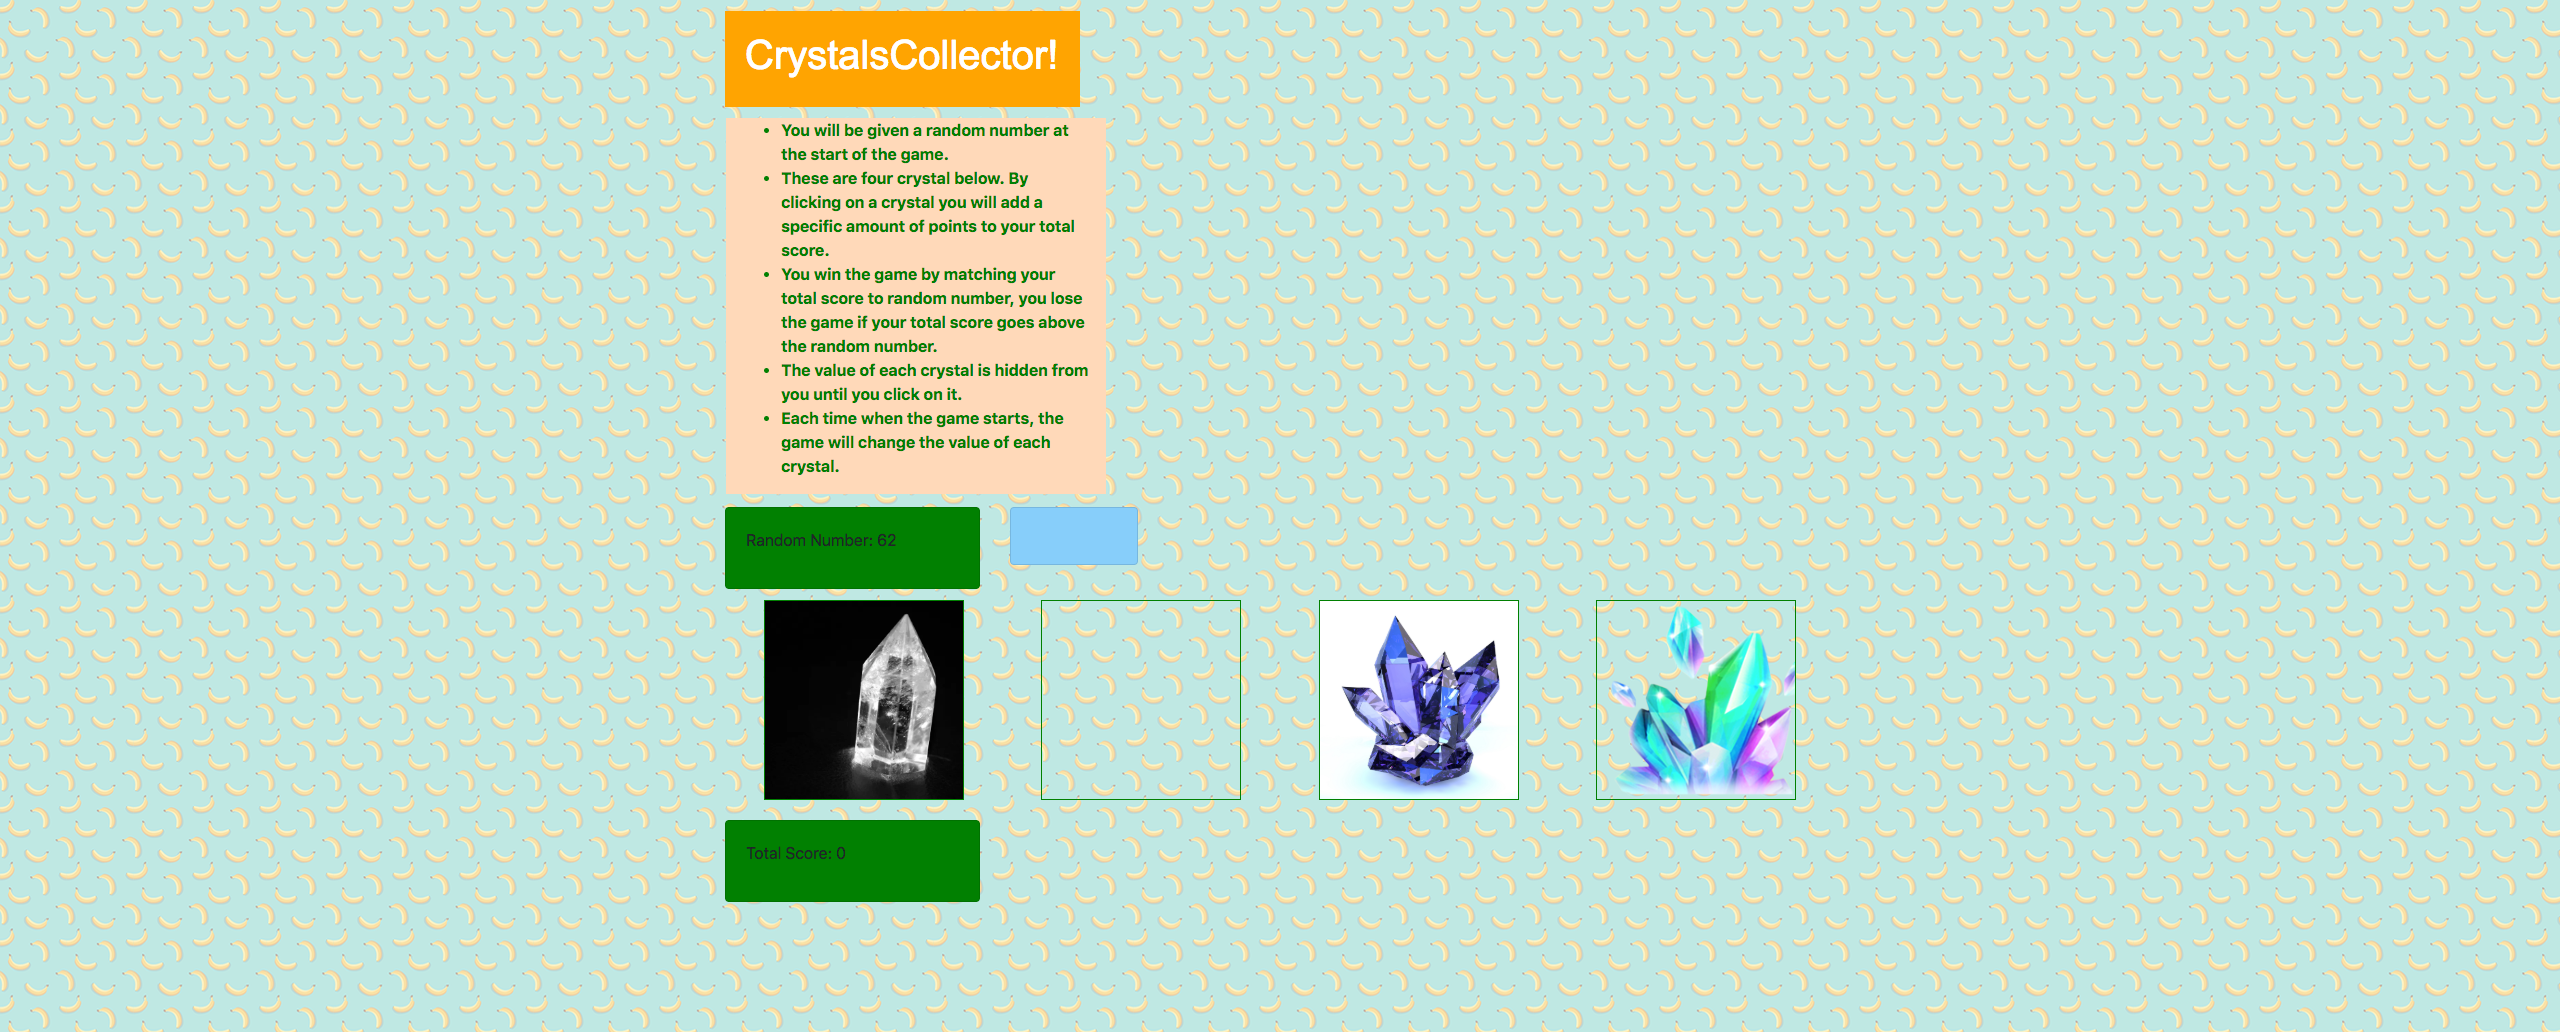 CrystalsCollector!
• You will be given a random number at
the start of the game.
• These are four crystal below. By
clicking on a crystal you will add a
specific amount of points to your total
score.
• You win the game by matching your
total score to random number, you lose
the game if your total score goes above
the random number.
• The value of each crystal is hidden from
you until you click on it.
• Each time when the game starts, the
game will change the value of each
crystal.
Random Number: 62
Total Score: 0